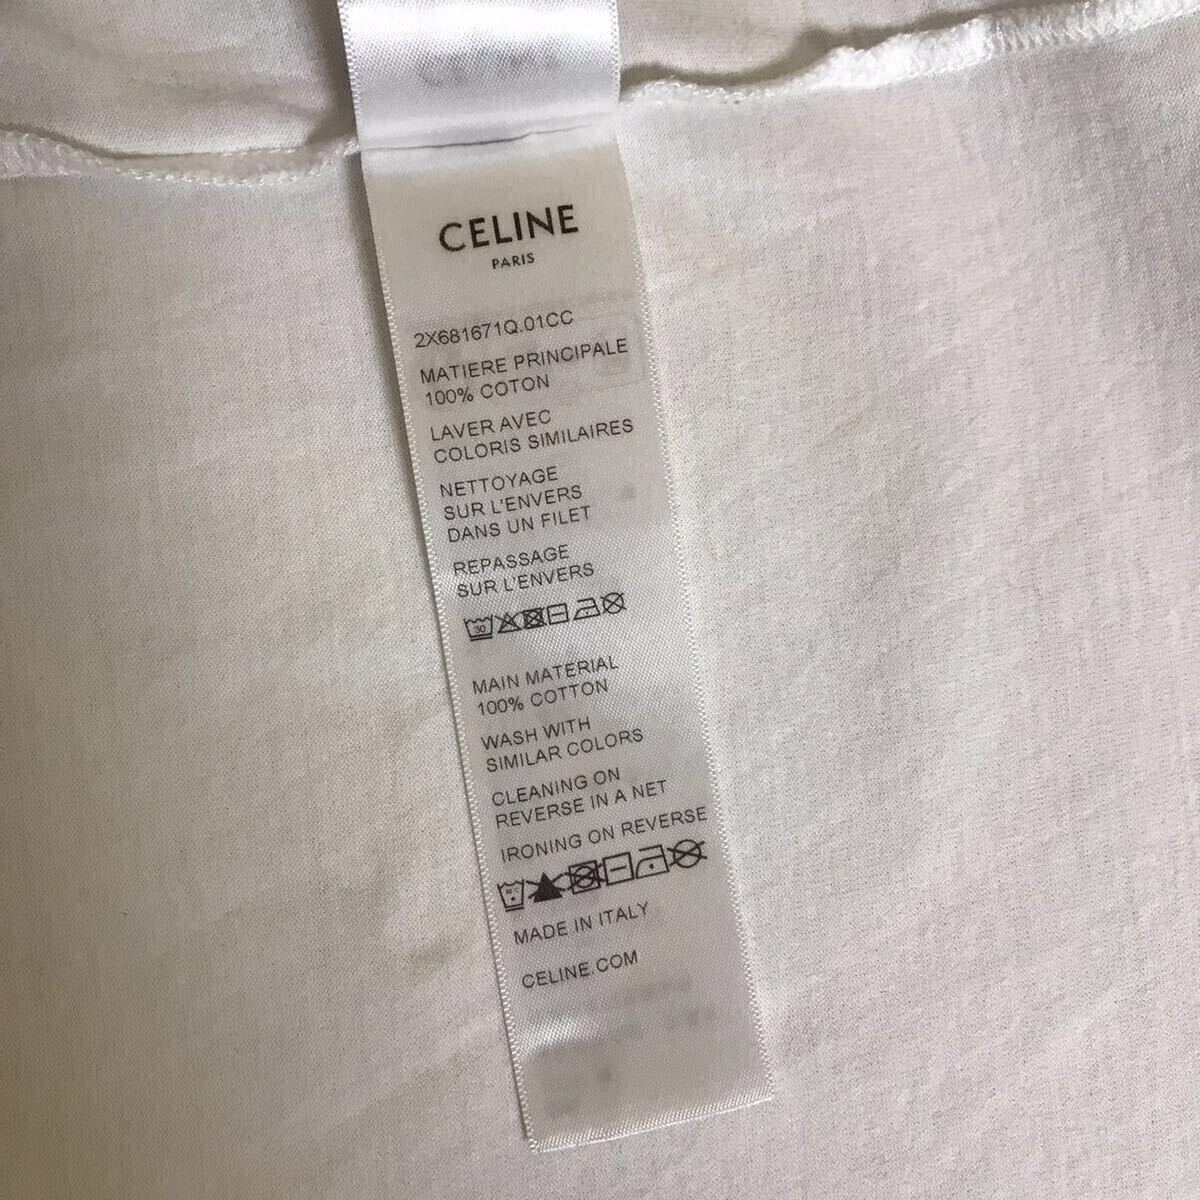 CELINE
PARIS
2X681671Q.01CC
MATIERE PRINCIPALE
100% COTON
LAVER AVEC
COLORIS SIMILAIRES
NETTOYAGE
SUR L'ENVERS
DANS UN FILET
REPASSAGE
SUR L'ENVERS
30
MAIN MATERIAL
100% COTTON
WASH WITH
SIMILAR COLORS
CLEANING ON
REVERSE IN A NET
IRONING ON REVERSE
MADE IN ITALY
CELINE.COM